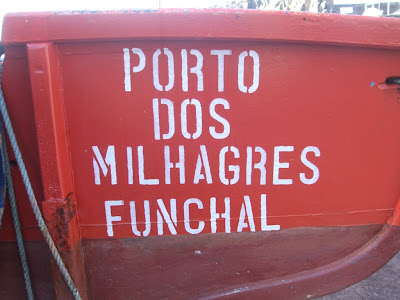 PORTO
DOS
MILHAGRES
FUNCHAL